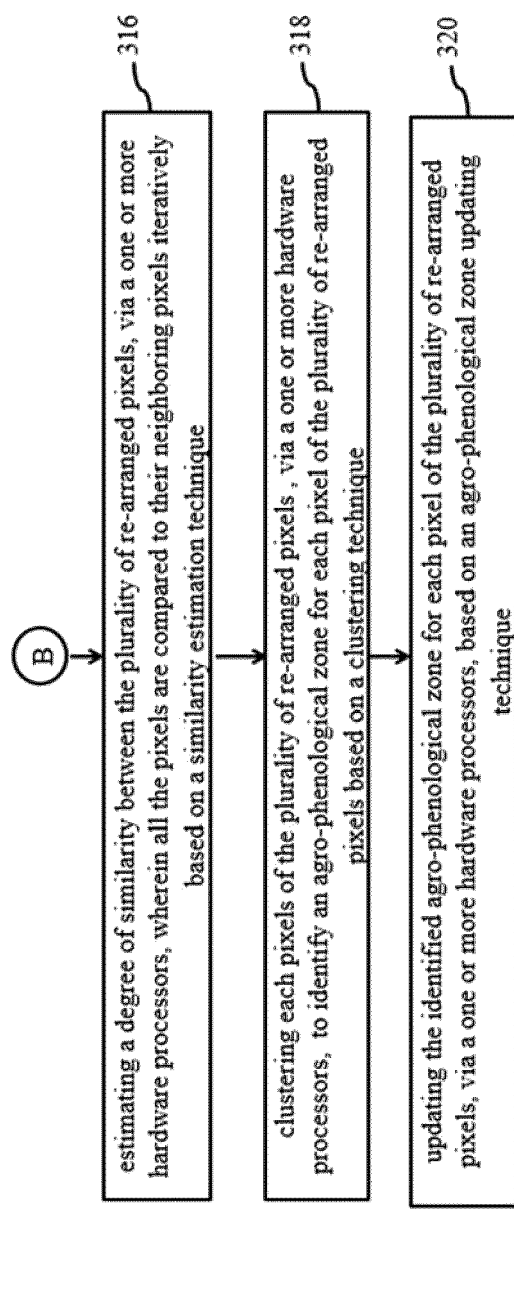 B
316
estimating a degree of similarity between the plurality of re-arranged pixels, via a one or more
hardware processors, wherein all the pixels are compared to their neighboring pixels iteratively
based on a similarity estimation technique
318
clustering each pixels of the plurality of re-arranged pixels , via a one or more hardware
processors, to identify an agro-phenological zone for each pixel of the plurality of re-arranged
pixels based on a clustering technique
320
updating the identified agro-phenological zone for each pixel of the plurality of re-arranged
pixels, via a one or more hardware processors, based on an agro-phenological zone updating
technique